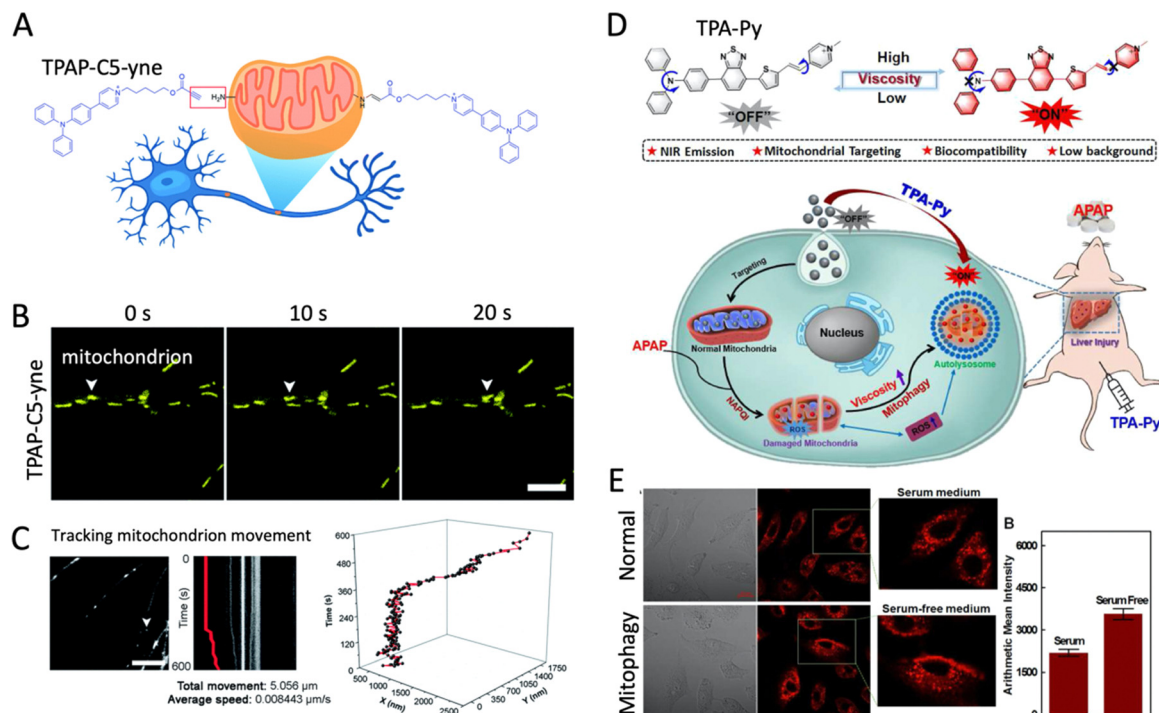 A
TPAP-C5-yne
H₂N
N
H
O
O
N
N⁺
O
O
N⁺
N
B
0 s
10 s
20 s
TPAP-C5-yne
mitochondrion
C
Tracking mitochondrion movement
0
Time (s)
600
Total movement: 5.056 µm
Average speed: 0.008443 µm/s
Time (s)
600
480
360
240
120
0
500
1000
1500
2000
2500
X (nm)
0
350
700
1050
1400
1750
Y (nm)
D
TPA-Py
N
S
N
S
N
N⁺
High
Viscosity
Low
N
S
N
S
N
N⁺
"OFF"
"ON"
★ NIR Emission ★ Mitochondrial Targeting ★ Biocompatibility ★ Low background
"OFF"
TPA-Py
APAP
Targeting
"ON"
Nucleus
Normal Mitochondria
Autolysosome
Liver Injury
APAP
NAPQI
Viscosity
Mitophagy
ROS
ROS
Damaged Mitochondria
TPA-Py
E
Normal
Serum medium
Mitophagy
Serum-free medium
B
Arithmetic Mean Intensity
6000
4500
3000
1500
0
Serum
Serum Free